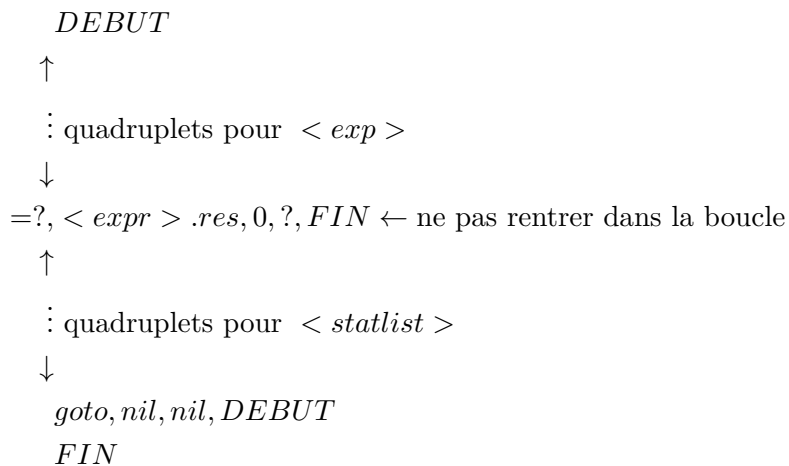 DEBUT
↑
⋮ quadruplets pour < exp >
↓
=?, < expr > .res, 0, ?, FIN ← ne pas rentrer dans la boucle
↑
⋮ quadruplets pour < statlist >
↓
goto, nil, nil, DEBUT
FIN